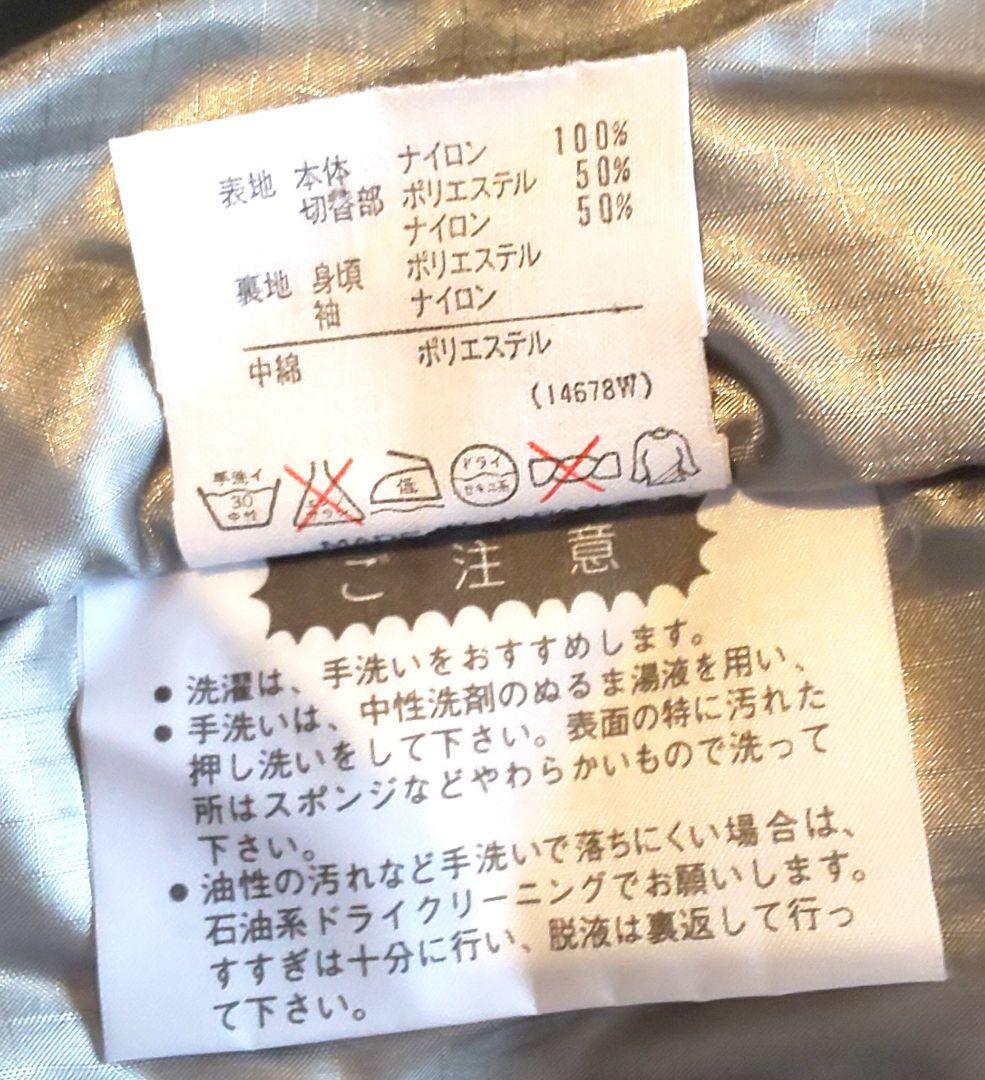 表地 本体 ナイロン 100%
切替部 ポリエステル 50%
ナイロン 50%
裏地 身頃 ポリエステル
袖 ナイロン
中綿 ポリエステル
(14678W)
手洗イ
30
中性
低
ドライ
セキユ系
ご注意
● 洗濯は、手洗いをおすすめします。
● 手洗いは、中性洗剤のぬるま湯液を用い、
押し洗いをして下さい。表面の特に汚れた
所はスポンジなどやわらかいもので洗って
下さい。
● 油性の汚れなど手洗いで落ちにくい場合は、
石油系ドライクリーニングでお願いします。
すすぎは十分に行い、脱液は裏返して行っ
て下さい。